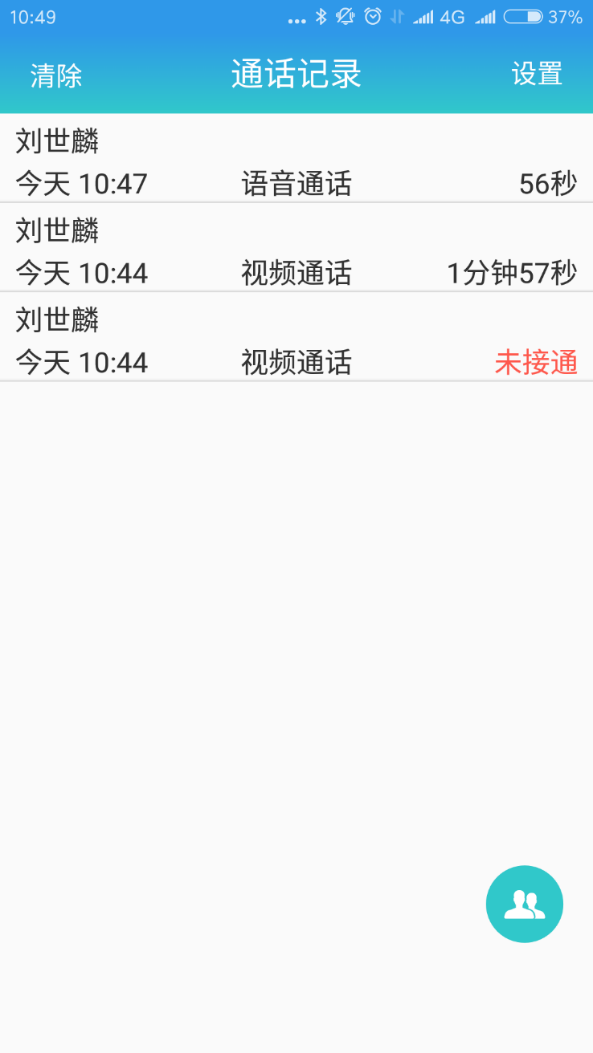 10:49 ... 4G 37%
清除 通话记录 设置
刘世麟
今天 10:47 语音通话 56秒
刘世麟
今天 10:44 视频通话 1分钟57秒
刘世麟
今天 10:44 视频通话 未接通